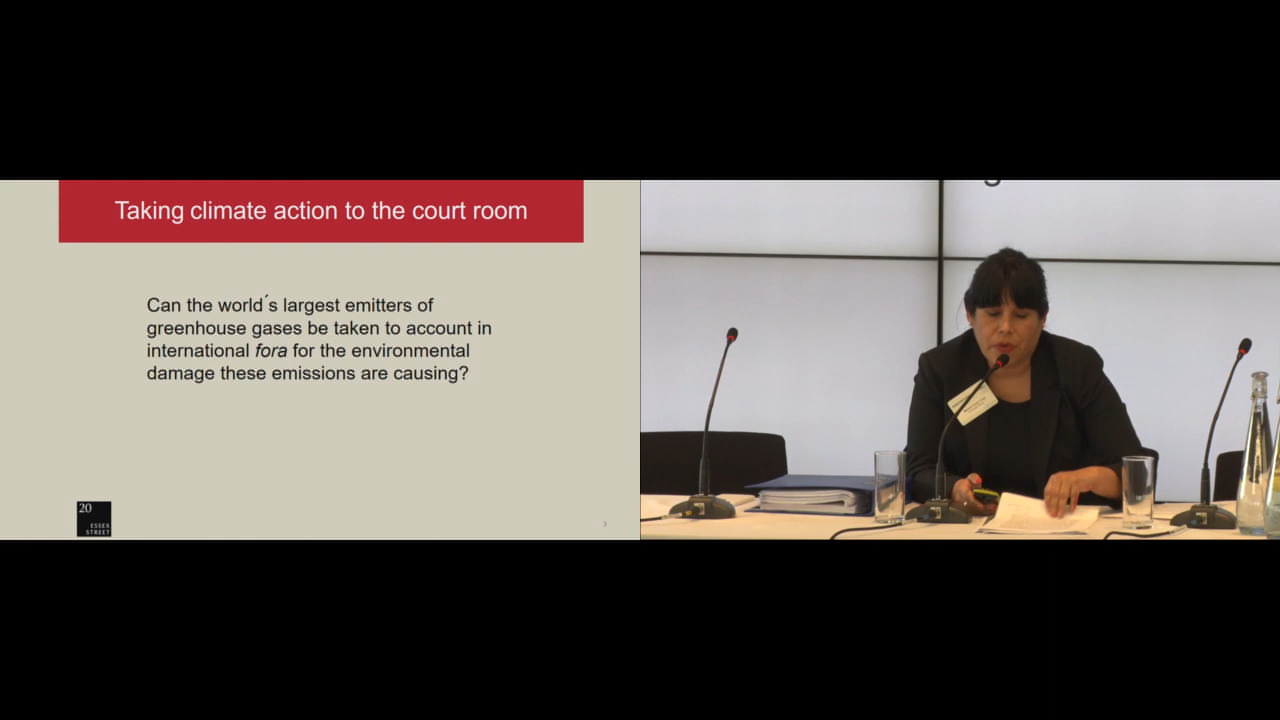 Taking climate action to the court room
Can the world´s largest emitters of
greenhouse gases be taken to account in
international fora for the environmental
damage these emissions are causing?
20
ESSEX
STREET
3